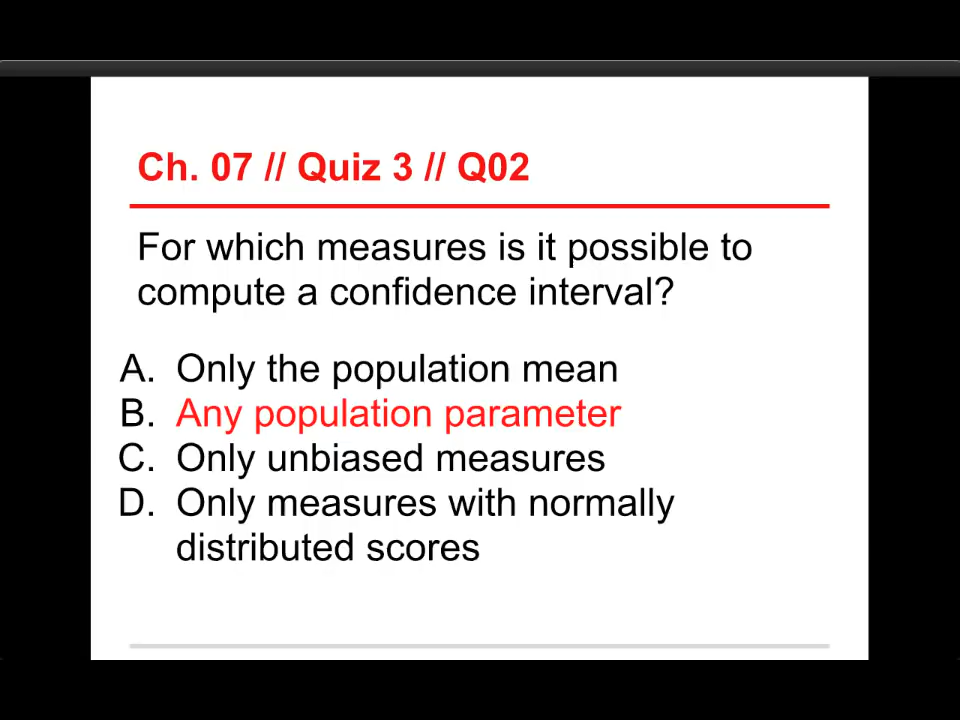 Ch. 07 // Quiz 3 // Q02
For which measures is it possible to
compute a confidence interval?
A. Only the population mean
B. Any population parameter
C. Only unbiased measures
D. Only measures with normally
distributed scores